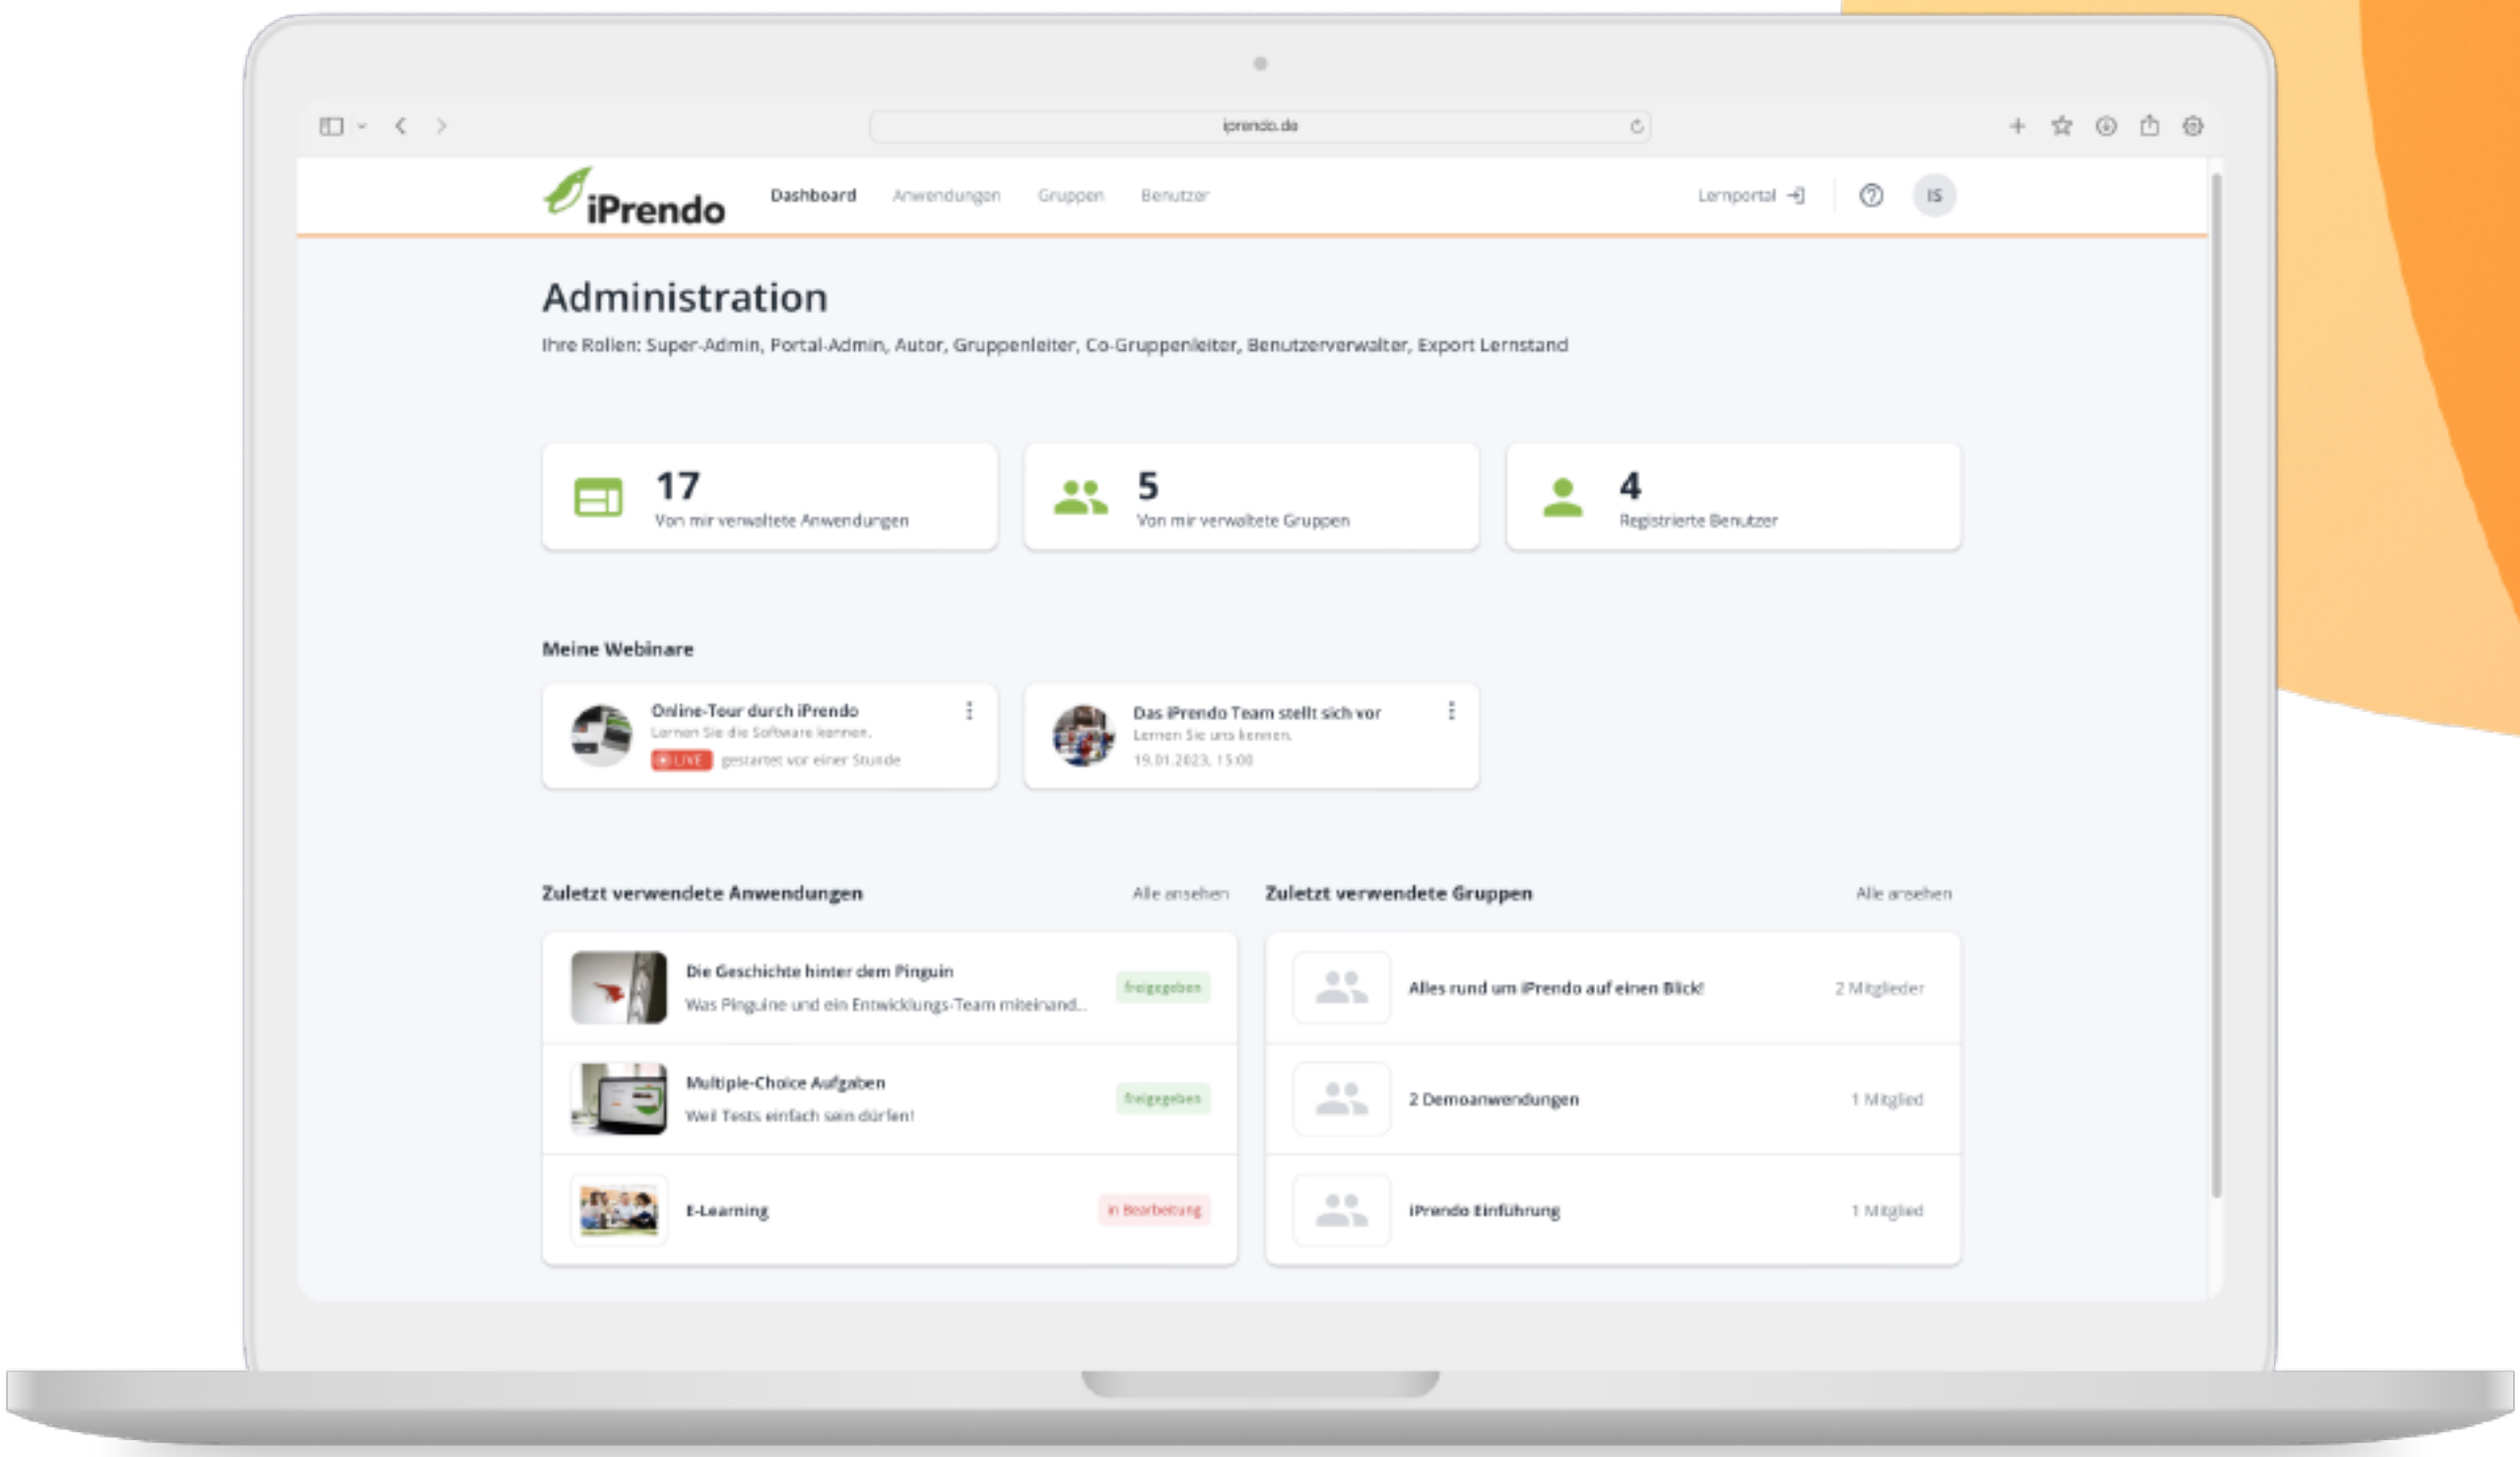 iprendo.de
iPrendo
Dashboard Anwendungen Gruppen Benutzer
Lernportal
IS
Administration
Ihre Rollen: Super-Admin, Portal-Admin, Autor, Gruppenleiter, Co-Gruppenleiter, Benutzerverwalter, Export Lernstand
17
Von mir verwaltete Anwendungen
5
Von mir verwaltete Gruppen
4
Registrierte Benutzer
Meine Webinare
Online-Tour durch iPrendo
Lernen Sie die Software kennen.
LIVE gestartet vor einer Stunde
Das iPrendo Team stellt sich vor
Lernen Sie uns kennen.
19.01.2023, 15:00
Zuletzt verwendete Anwendungen
Alle ansehen
Die Geschichte hinter dem Pinguin
Was Pinguine und ein Entwicklungs-Team miteinand...
freigegeben
Multiple-Choice Aufgaben
Weil Tests einfach sein dürfen!
freigegeben
E-Learning
in Bearbeitung
Zuletzt verwendete Gruppen
Alle ansehen
Alles rund um iPrendo auf einen Blick!
2 Mitglieder
2 Demoanwendungen
1 Mitglied
iPrendo Einführung
1 Mitglied